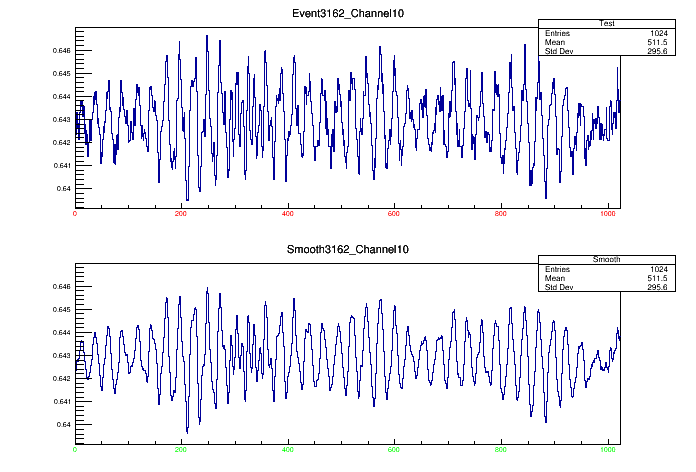 Event3162_Channel10
Test
Entries 1024
Mean 511.5
Std Dev 295.6
0.646
0.645
0.644
0.643
0.642
0.641
0.64
0 200 400 600 800 1000
Smooth3162_Channel10
Smooth
Entries 1024
Mean 511.5
Std Dev 295.6
0.646
0.645
0.644
0.643
0.642
0.641
0.64
0 200 400 600 800 1000